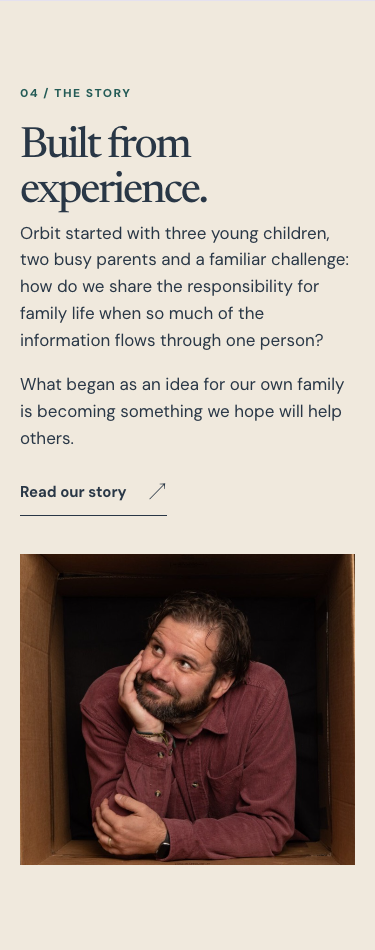 04 / THE STORY
Built from
experience.
Orbit started with three young children,
two busy parents and a familiar challenge:
how do we share the responsibility for
family life when so much of the
information flows through one person?
What began as an idea for our own family
is becoming something we hope will help
others.
Read our story